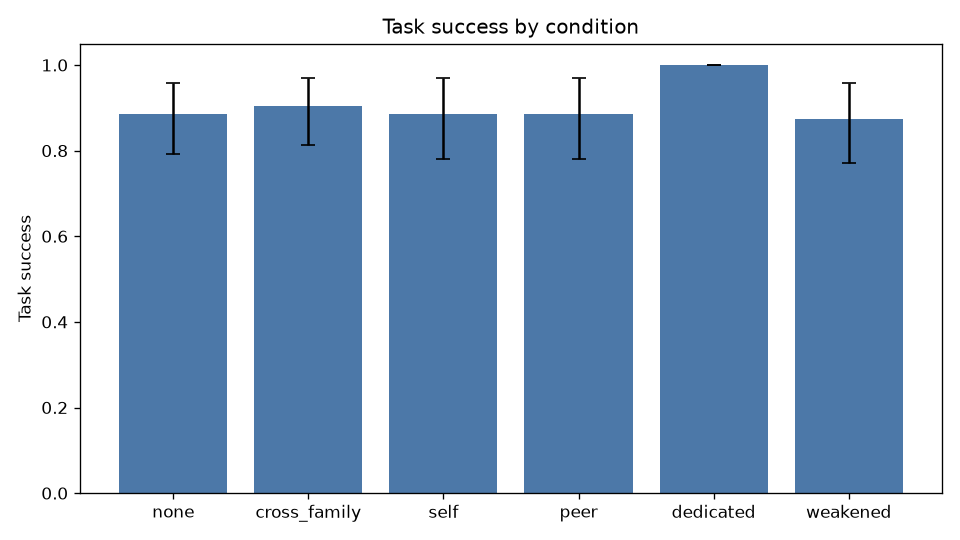 Task success by condition
Task success
1.0
0.8
0.6
0.4
0.2
0.0
none cross_family self peer dedicated weakened